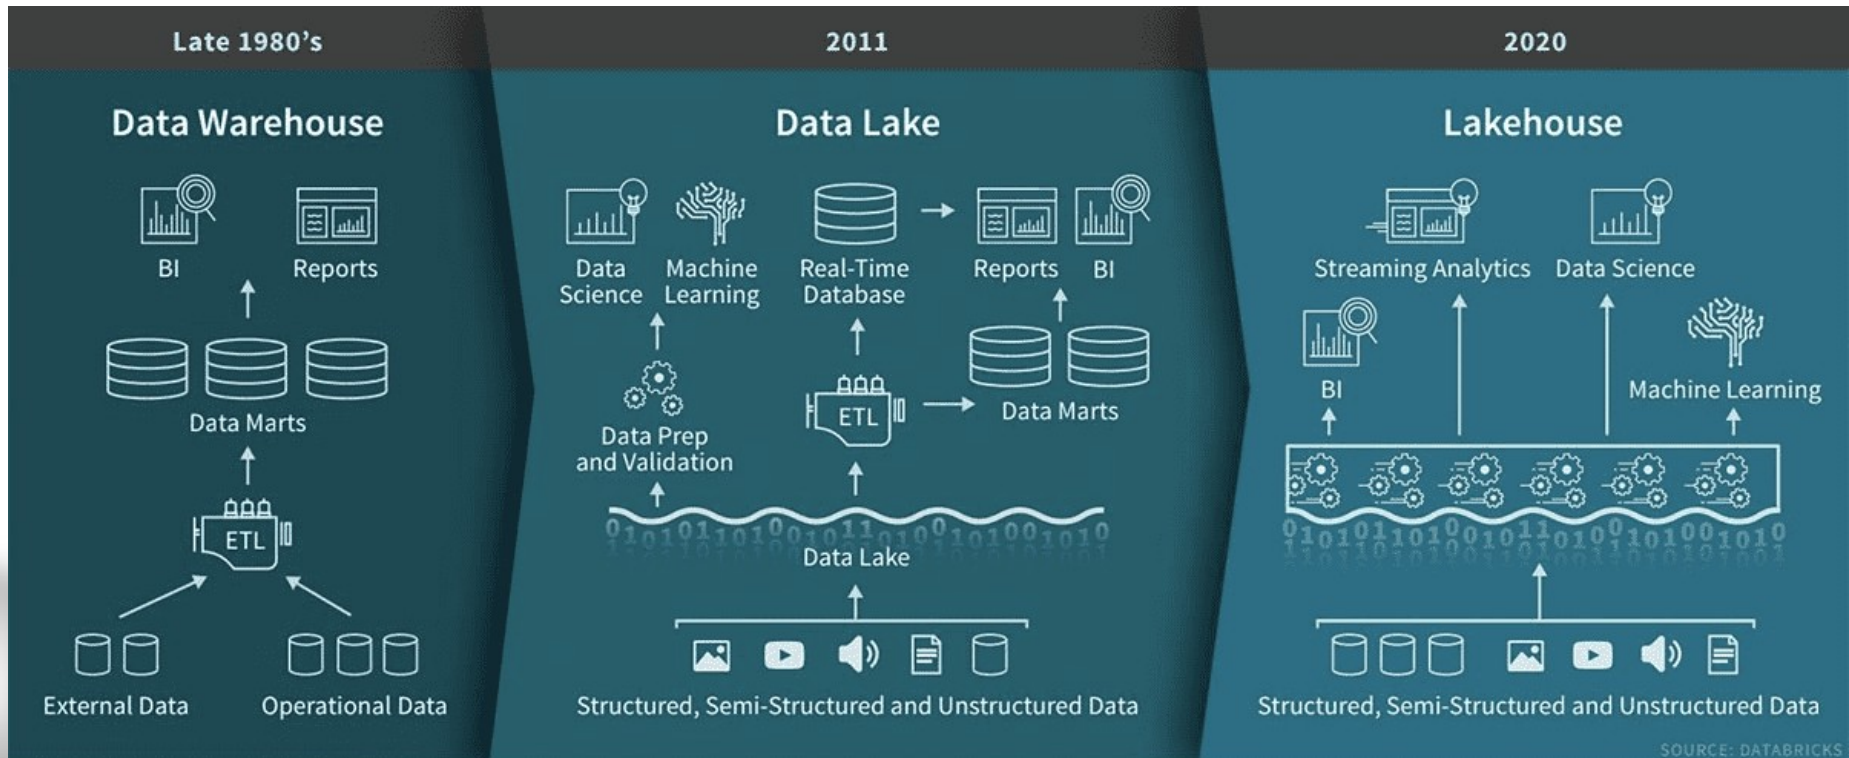 Late 1980’s
Data Warehouse
BI
Reports
Data Marts
ETL
External Data
Operational Data
2011
Data Lake
Data
Science
Machine
Learning
Real-Time
Database
Reports
BI
Data Prep
and Validation
ETL
Data Marts
01010110100101101001010010
Data Lake
Structured, Semi-Structured and Unstructured Data
2020
Lakehouse
Streaming Analytics
Data Science
BI
Machine Learning
Structured, Semi-Structured and Unstructured Data
SOURCE: DATABRICKS